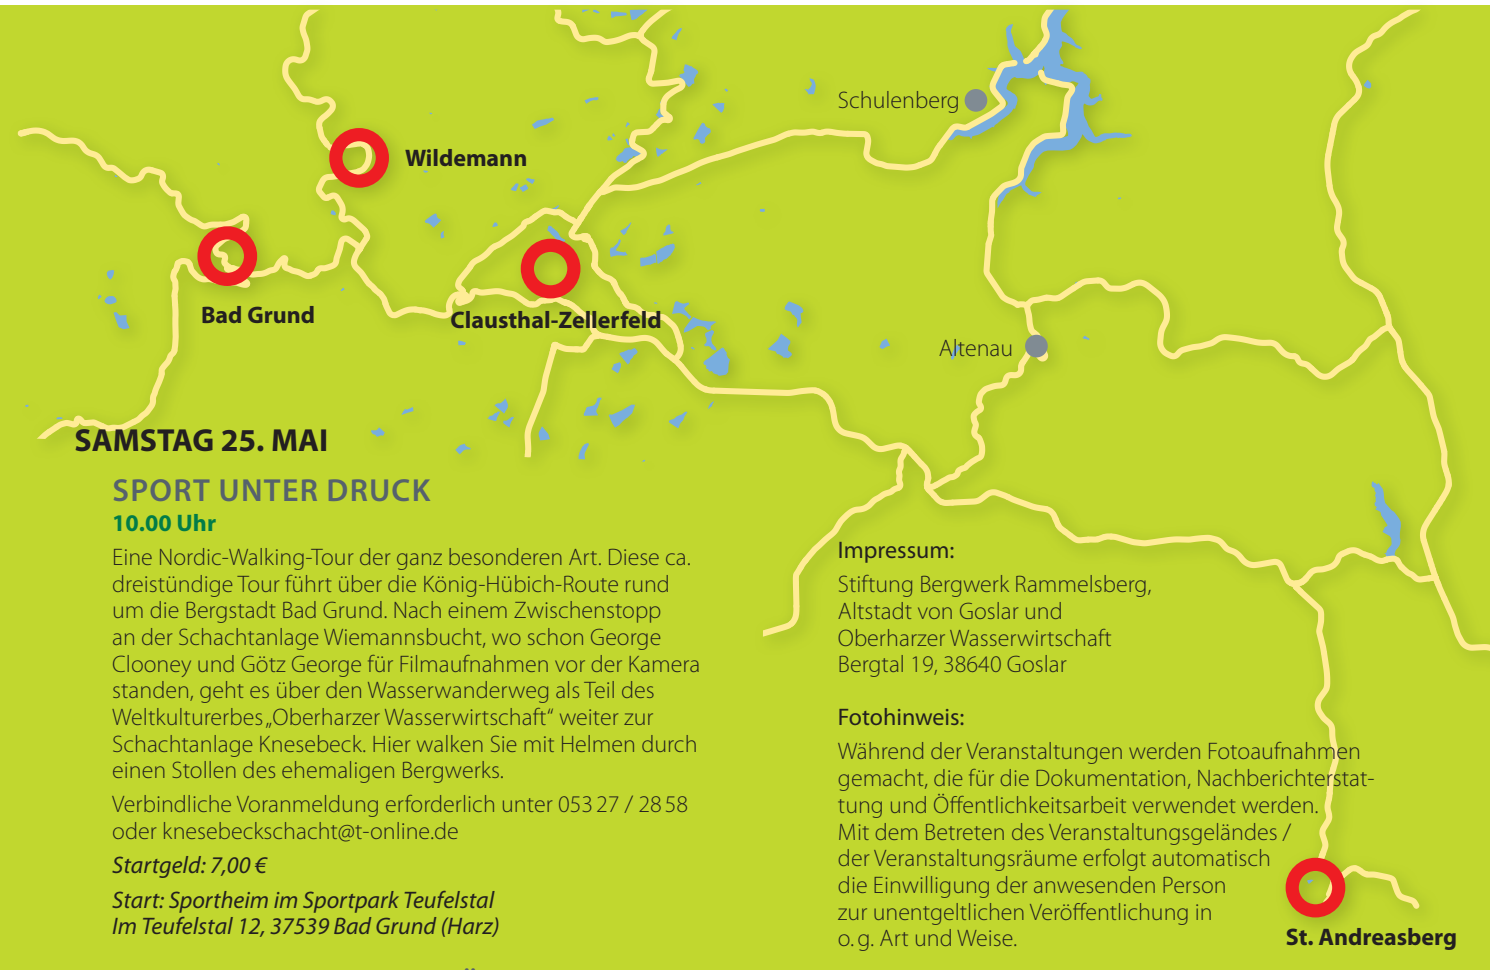 Schulenberg
Wildemann
Bad Grund
Clausthal-Zellerfeld
Altenau
SAMSTAG 25. MAI
SPORT UNTER DRUCK
10.00 Uhr
Eine Nordic-Walking-Tour der ganz besonderen Art. Diese ca.
dreistündige Tour führt über die König-Hübich-Route rund
um die Bergstadt Bad Grund. Nach einem Zwischenstopp
an der Schachtanlage Wiemannsbucht, wo schon George
Clooney und Götz George für Filmaufnahmen vor der Kamera
standen, geht es über den Wasserwanderweg als Teil des
Weltkulturerbes „Oberharzer Wasserwirtschaft“ weiter zur
Schachtanlage Knesebeck. Hier walken Sie mit Helmen durch
einen Stollen des ehemaligen Bergwerks.
Verbindliche Voranmeldung erforderlich unter 053 27 / 28 58
oder knesebeckschacht@t-online.de
Startgeld: 7,00 €
Start: Sportheim im Sportpark Teufelstal
Im Teufelstal 12, 37539 Bad Grund (Harz)
Impressum:
Stiftung Bergwerk Rammelsberg,
Altstadt von Goslar und
Oberharzer Wasserwirtschaft
Bergtal 19, 38640 Goslar
Fotohinweis:
Während der Veranstaltungen werden Fotoaufnahmen
gemacht, die für die Dokumentation, Nachberichterstat-
tung und Öffentlichkeitsarbeit verwendet werden.
Mit dem Betreten des Veranstaltungsgeländes /
der Veranstaltungsräume erfolgt automatisch
die Einwilligung der anwesenden Person
zur unentgeltlichen Veröffentlichung in
o. g. Art und Weise.
St. Andreasberg